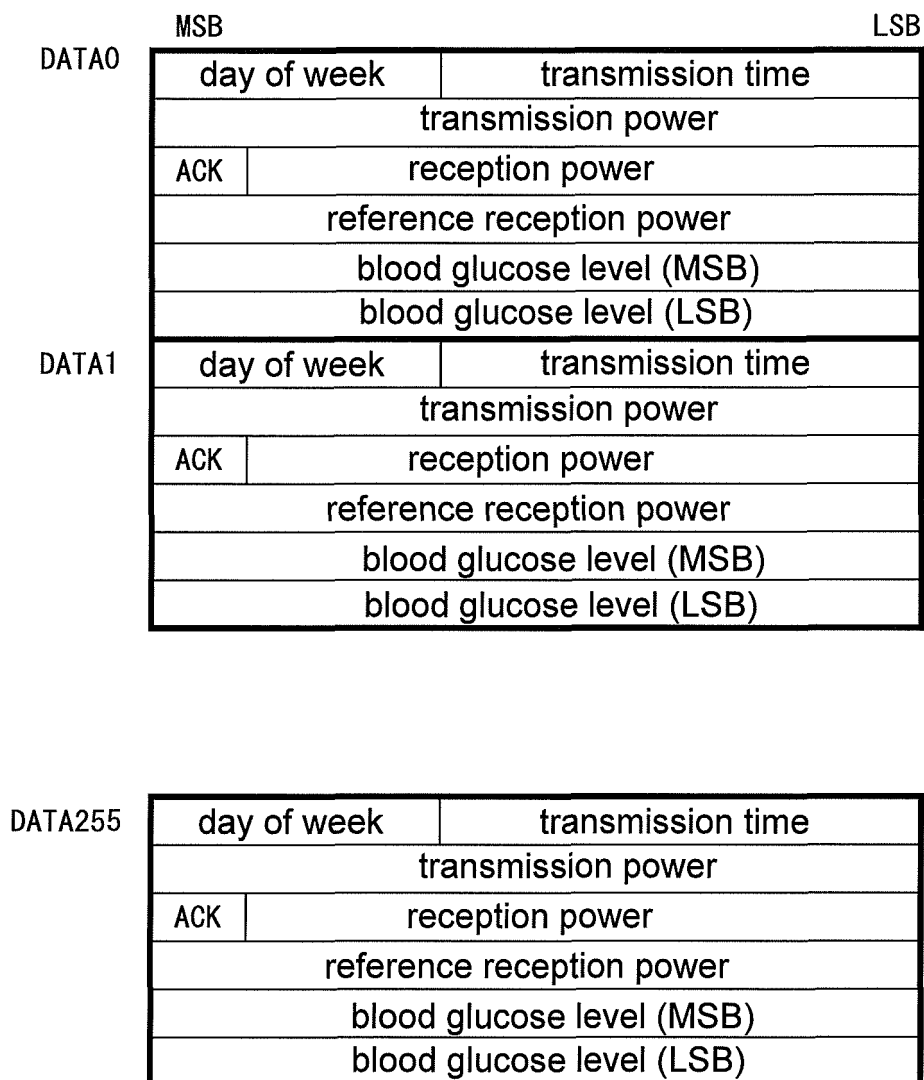 MSB LSB
DATA0 day of week transmission time
transmission power
ACK reception power
reference reception power
blood glucose level (MSB)
blood glucose level (LSB)
DATA1 day of week transmission time
transmission power
ACK reception power
reference reception power
blood glucose level (MSB)
blood glucose level (LSB)
DATA255 day of week transmission time
transmission power
ACK reception power
reference reception power
blood glucose level (MSB)
blood glucose level (LSB)